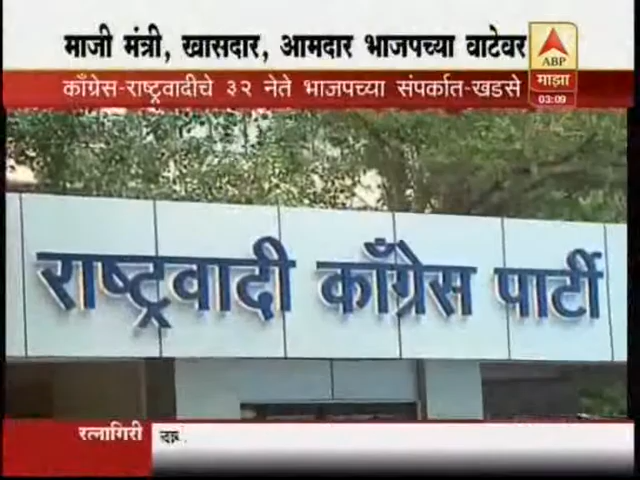 माजी मंत्री, खासदार, आमदार भाजपच्या वाटेवर
काँग्रेस-राष्ट्रवादीचे ३२ नेते भाजपच्या संपर्कात-खडसे
ABP
माझा
03:09
राष्ट्रवादी काँग्रेस पार्टी
रत्नागिरी